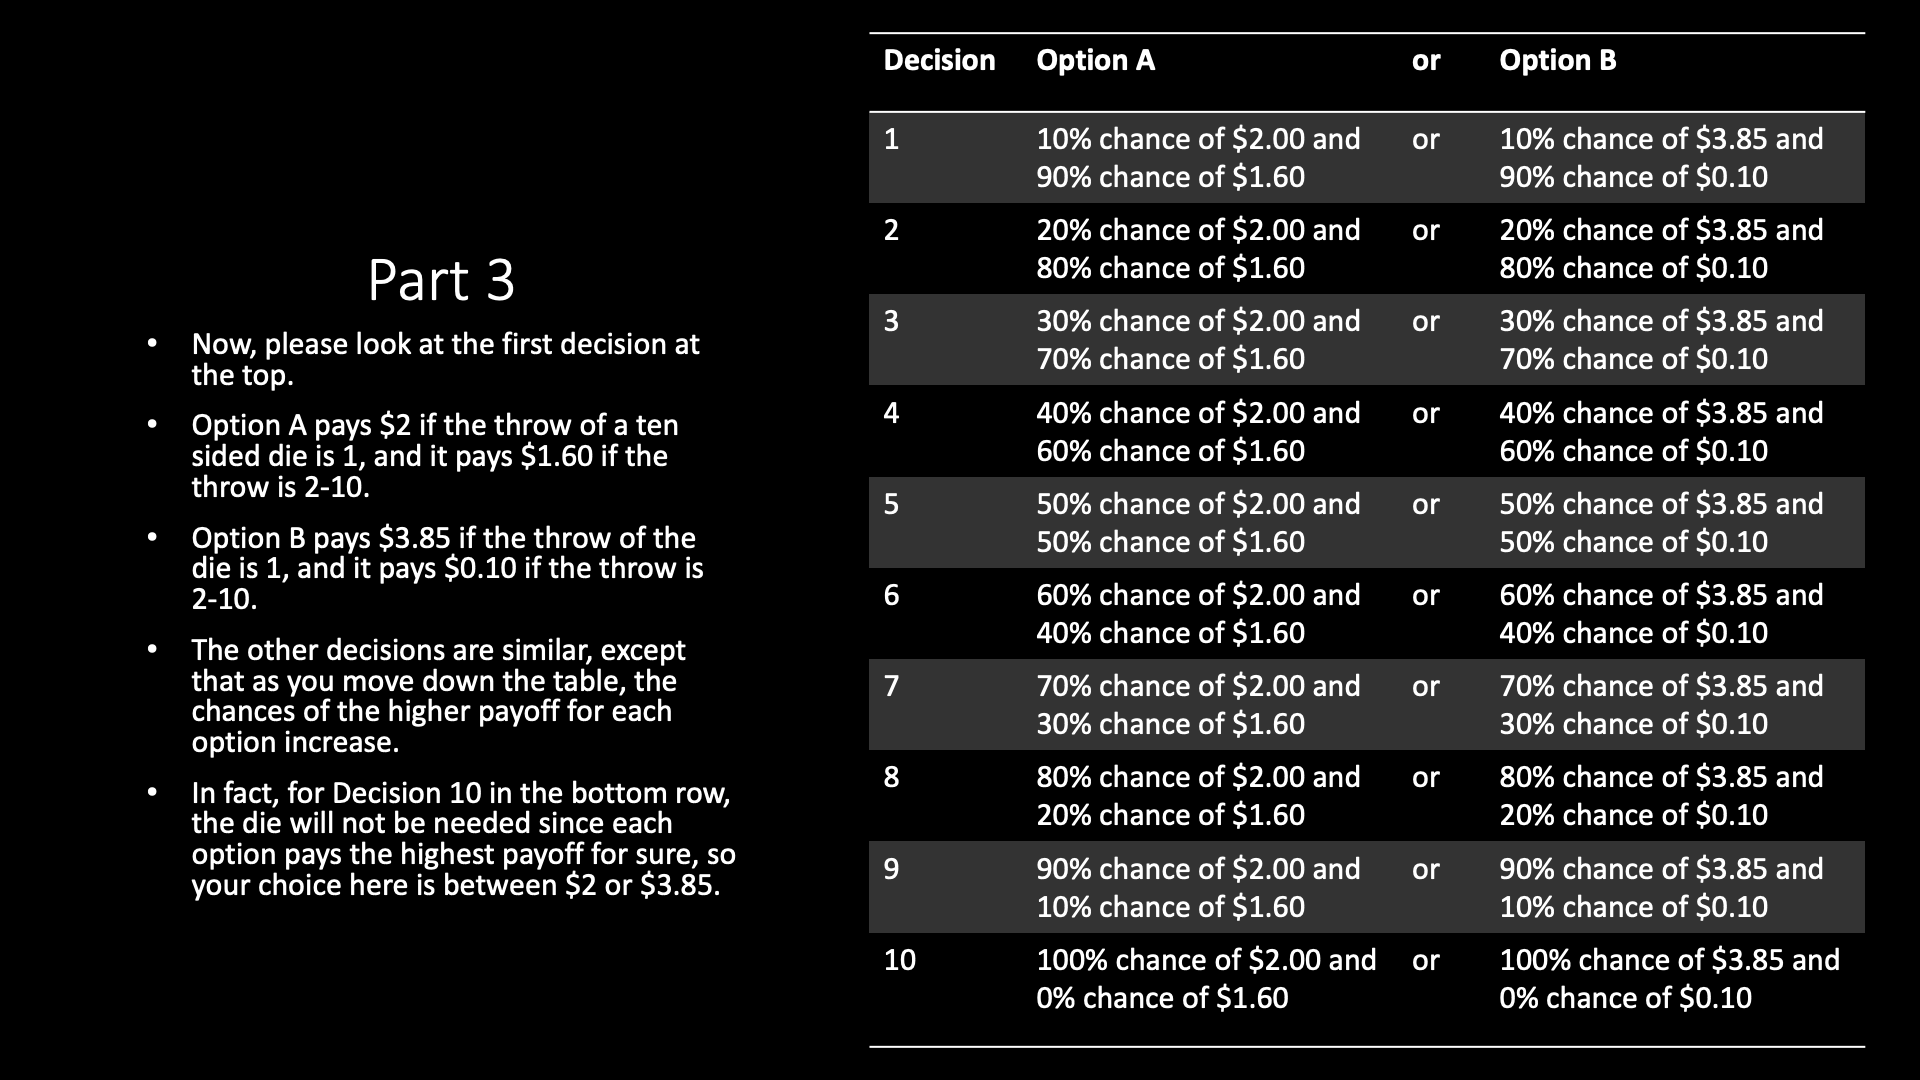 Part 3
• Now, please look at the first decision at
the top.
• Option A pays $2 if the throw of a ten
sided die is 1, and it pays $1.60 if the
throw is 2-10.
• Option B pays $3.85 if the throw of the
die is 1, and it pays $0.10 if the throw is
2-10.
• The other decisions are similar, except
that as you move down the table, the
chances of the higher payoff for each
option increase.
• In fact, for Decision 10 in the bottom row,
the die will not be needed since each
option pays the highest payoff for sure, so
your choice here is between $2 or $3.85.
Decision Option A or Option B
1 10% chance of $2.00 and or 10% chance of $3.85 and
90% chance of $1.60 90% chance of $0.10
2 20% chance of $2.00 and or 20% chance of $3.85 and
80% chance of $1.60 80% chance of $0.10
3 30% chance of $2.00 and or 30% chance of $3.85 and
70% chance of $1.60 70% chance of $0.10
4 40% chance of $2.00 and or 40% chance of $3.85 and
60% chance of $1.60 60% chance of $0.10
5 50% chance of $2.00 and or 50% chance of $3.85 and
50% chance of $1.60 50% chance of $0.10
6 60% chance of $2.00 and or 60% chance of $3.85 and
40% chance of $1.60 40% chance of $0.10
7 70% chance of $2.00 and or 70% chance of $3.85 and
30% chance of $1.60 30% chance of $0.10
8 80% chance of $2.00 and or 80% chance of $3.85 and
20% chance of $1.60 20% chance of $0.10
9 90% chance of $2.00 and or 90% chance of $3.85 and
10% chance of $1.60 10% chance of $0.10
10 100% chance of $2.00 and or 100% chance of $3.85 and
0% chance of $1.60 0% chance of $0.10